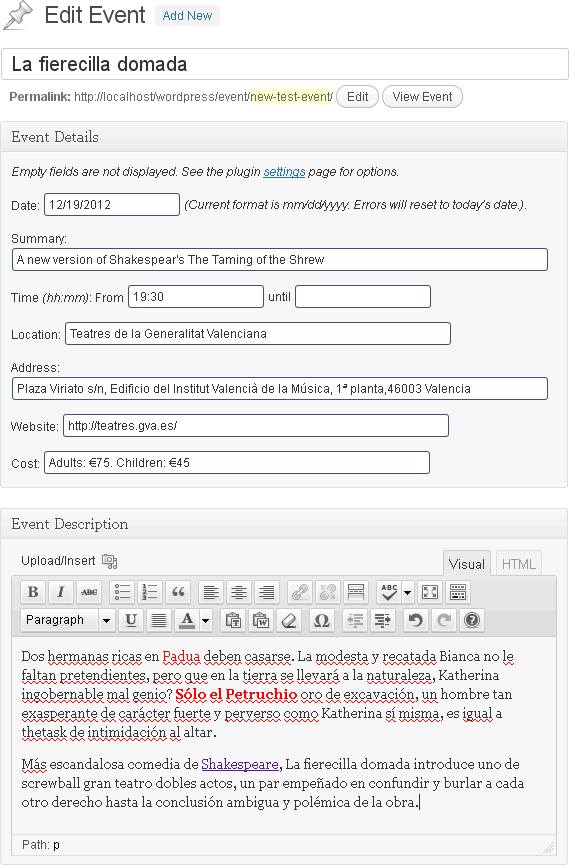 Edit Event Add New
La fierecilla domada
Permalink: http://localhost/wordpress/event/new-test-event/ Edit View Event
Event Details
Empty fields are not displayed. See the plugin settings page for options.
Date: 12/19/2012 (Current format is mm/dd/yyyy. Errors will reset to today's date.).
Summary:
A new version of Shakespear's The Taming of the Shrew
Time (hh:mm): From 19:30 until
Location: Teatres de la Generalitat Valenciana
Address:
Plaza Viriato s/n, Edificio del Institut Valencià de la Música, 1ª planta,46003 Valencia
Website: http://teatres.gva.es/
Cost: Adults: €75. Children: €45
Event Description
Upload/Insert
Visual HTML
B I ABC ABC
Paragraph U A Ω
Dos hermanas ricas en Padua deben casarse. La modesta y recatada Bianca no le
faltan pretendientes, pero que en la tierra se llevará a la naturaleza, Katherina
ingobernable mal genio? Sólo el Petruchio oro de excavación, un hombre tan
exasperante de carácter fuerte y perverso como Katherina sí misma, es igual a
thetask de intimidación al altar.
Más escandalosa comedia de Shakespeare, La fierecilla domada introduce uno de
screwball gran teatro dobles actos, un par empeñado en confundir y burlar a cada
otro derecho hasta la conclusión ambigua y polémica de la obra.
Path: p